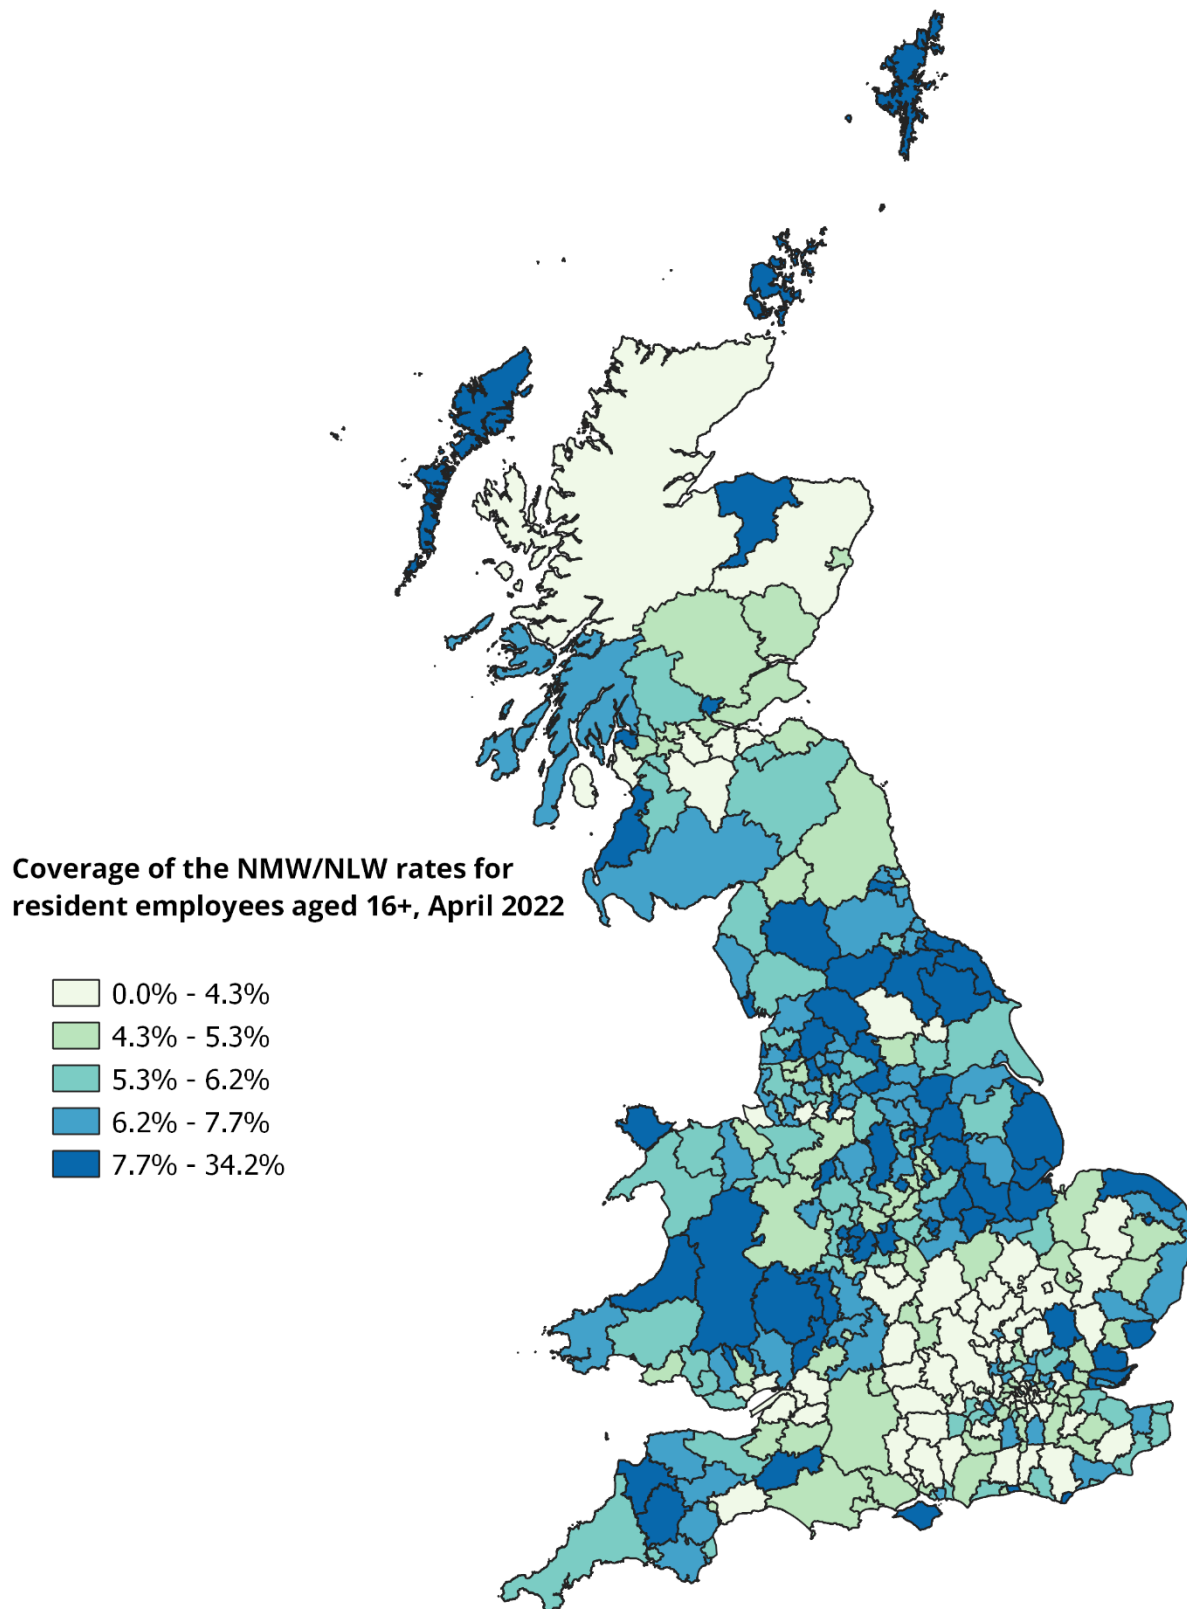 Coverage of the NMW/NLW rates for
resident employees aged 16+, April 2022
0.0% - 4.3%
4.3% - 5.3%
5.3% - 6.2%
6.2% - 7.7%
7.7% - 34.2%